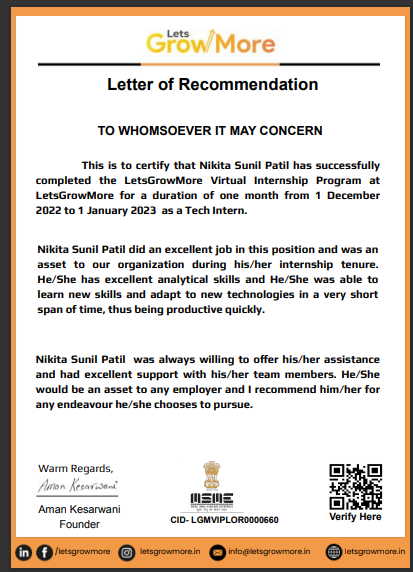 Lets
GrowMore
Letter of Recommendation
TO WHOMSOEVER IT MAY CONCERN
This is to certify that Nikita Sunil Patil has successfully
completed the LetsGrowMore Virtual Internship Program at
LetsGrowMore for a duration of one month from 1 December
2022 to 1 January 2023 as a Tech Intern.
Nikita Sunil Patil did an excellent job in this position and was an
asset to our organization during his/her internship tenure.
He/She has excellent analytical skills and He/She was able to
learn new skills and adapt to new technologies in a very short
span of time, thus being productive quickly.
Nikita Sunil Patil was always willing to offer his/her assistance
and had excellent support with his/her team members. He/She
would be an asset to any employer and I recommend him/her for
any endeavour he/she chooses to pursue.
Warm Regards,
Aman Kesarwani
Aman Kesarwani
Founder
MSME
CID- LGMVIPLOR0000660
Verify Here
/letsgrowmore.in
letsgrowmore.in
info@letsgrowmore.in
letsgrowmore.in